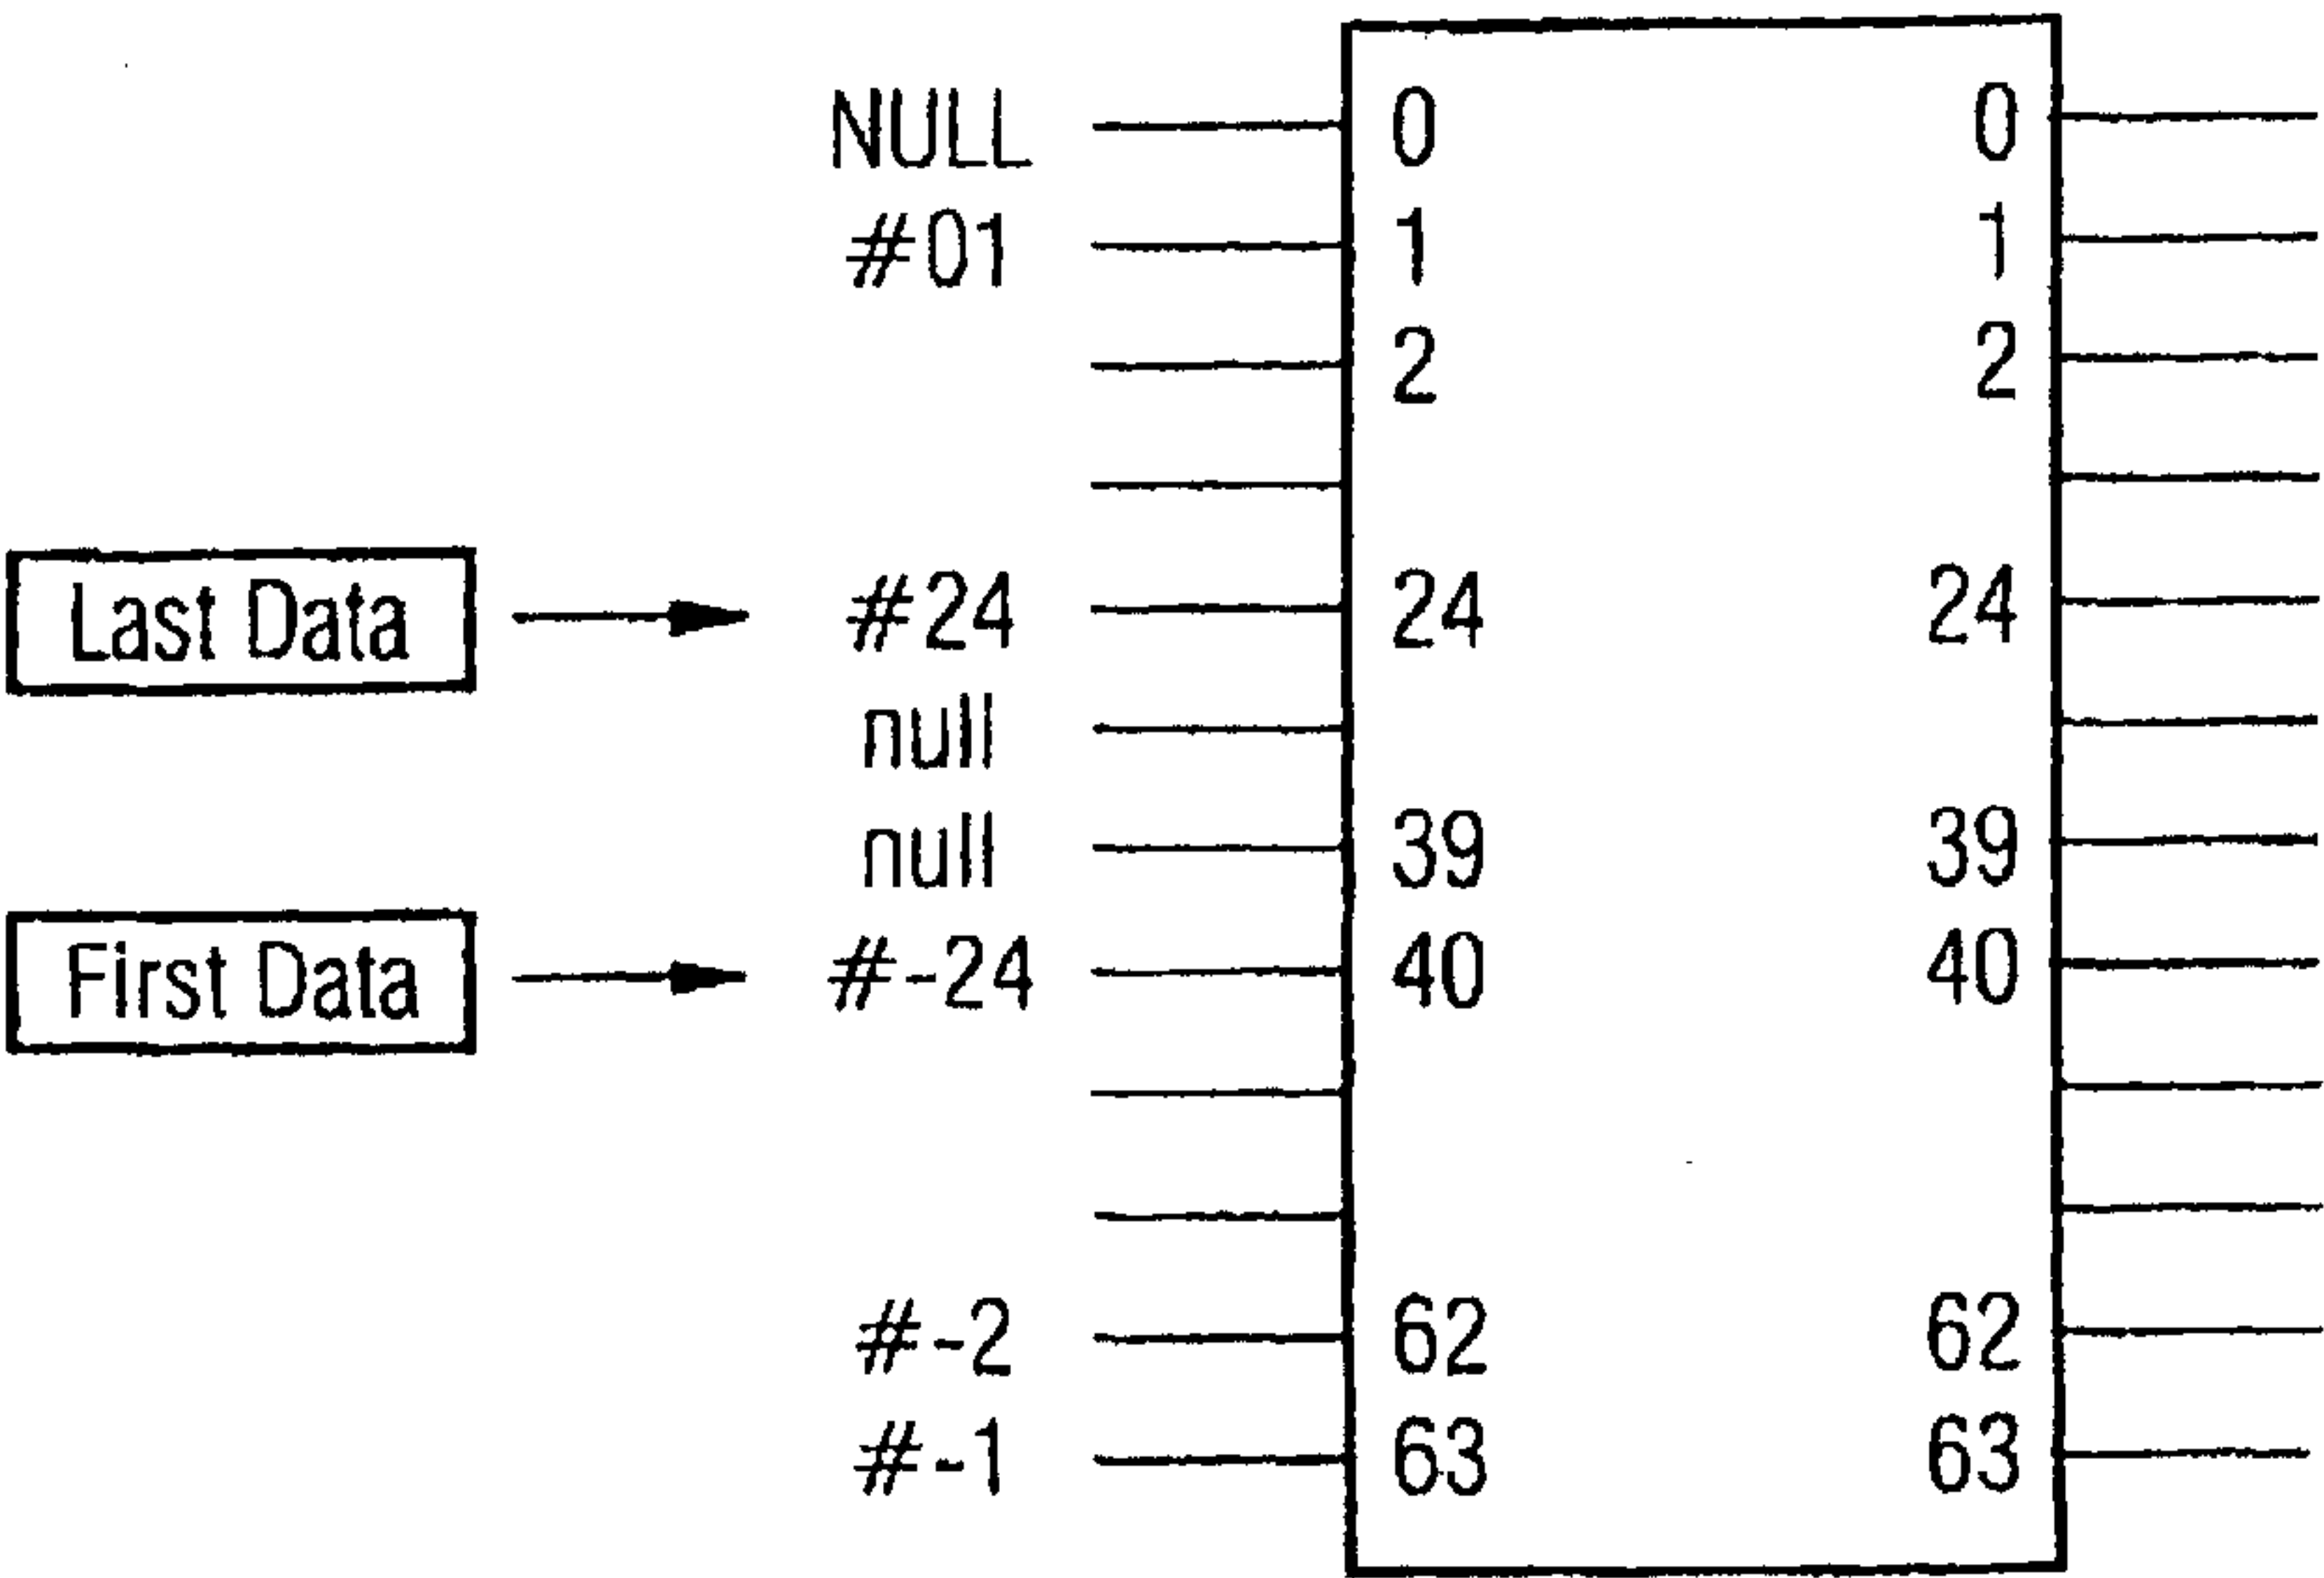 NULL 0 0
#01 1 1
2 2
Last Data #24 24 24
null
null 39 39
First Data #-24 40 40
#-2 62 62
#-1 63 63